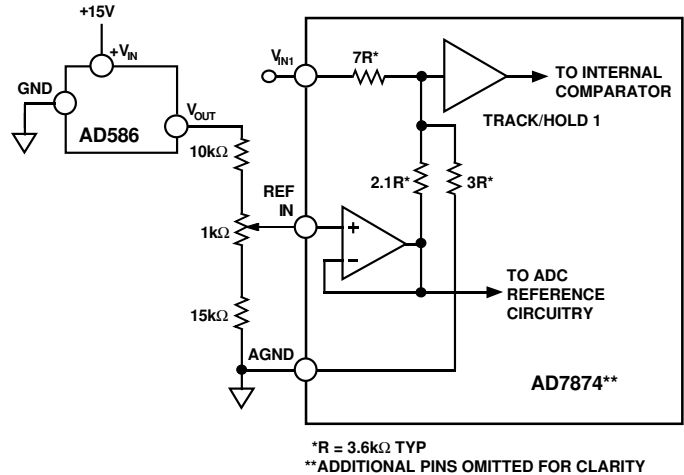 +15V
+VIN
GND
VOUT
AD586
10kΩ
1kΩ
15kΩ
REF
IN
AGND
VIN1
7R*
TO INTERNAL
COMPARATOR
TRACK/HOLD 1
2.1R*
3R*
+
−
TO ADC
REFERENCE
CIRCUITRY
AD7874**
*R = 3.6kΩ TYP
**ADDITIONAL PINS OMITTED FOR CLARITY